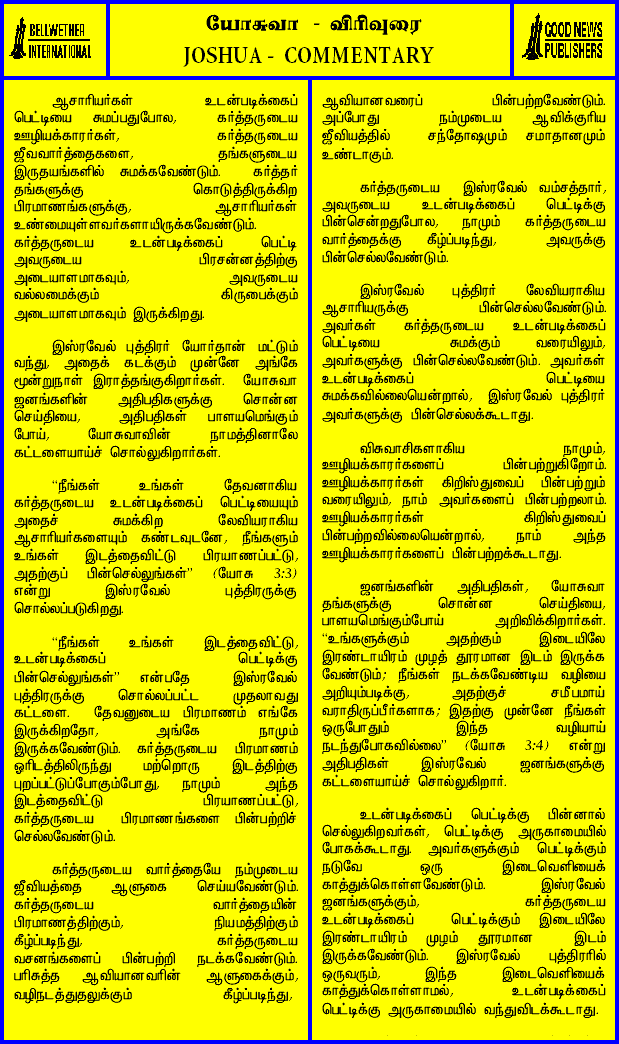 BELLWETHER
INTERNATIONAL
யோசுவா - விரிவுரை
JOSHUA - COMMENTARY
GOOD NEWS
PUBLISHERS
ஆசாரியர்கள் உடன்படிக்கைப்
பெட்டியை சுமப்பதுபோல, கர்த்தருடைய
ஊழியக்காரர்கள், கர்த்தருடைய
ஜீவவார்த்தைகளை, தங்களுடைய
இருதயங்களில் சுமக்கவேண்டும். கர்த்தர்
தங்களுக்கு கொடுத்திருக்கிற
பிரமாணங்களுக்கு, ஆசாரியர்கள்
உண்மையுள்ளவர்களாயிருக்கவேண்டும்.
கர்த்தருடைய உடன்படிக்கைப் பெட்டி
அவருடைய பிரசன்னத்திற்கு
அடையாளமாகவும், அவருடைய
வல்லமைக்கும் கிருபைக்கும்
அடையாளமாகவும் இருக்கிறது.
இஸ்ரவேல் புத்திரர் யோர்தான் மட்டும்
வந்து, அதைக் கடக்கும் முன்னே அங்கே
மூன்றுநாள் இராத்தங்குகிறார்கள். யோசுவா
ஜனங்களின் அதிபதிகளுக்கு சொன்ன
செய்தியை, அதிபதிகள் பாளயமெங்கும்
போய், யோசுவாவின் நாமத்தினாலே
கட்டளையாய்ச் சொல்லுகிறார்கள்.
“நீங்கள் உங்கள் தேவனாகிய
கர்த்தருடைய உடன்படிக்கைப் பெட்டியையும்
அதைச் சுமக்கிற லேவியராகிய
ஆசாரியர்களையும் கண்டவுடனே, நீங்களும்
உங்கள் இடத்தைவிட்டு பிரயாணப்பட்டு,
அதற்குப் பின்செல்லுங்கள்” (யோசு 3:3)
என்று இஸ்ரவேல் புத்திரருக்கு
சொல்லப்படுகிறது.
“நீங்கள் உங்கள் இடத்தைவிட்டு,
உடன்படிக்கைப் பெட்டிக்கு
பின்செல்லுங்கள்” என்பதே இஸ்ரவேல்
புத்திரருக்கு சொல்லப்பட்ட முதலாவது
கட்டளை. தேவனுடைய பிரமாணம் எங்கே
இருக்கிறதோ, அங்கே நாமும்
இருக்கவேண்டும். கர்த்தருடைய பிரமாணம்
ஓரிடத்திலிருந்து மற்றொரு இடத்திற்கு
புறப்பட்டுப்போகும்போது, நாமும் அந்த
இடத்தைவிட்டு பிரயாணப்பட்டு,
கர்த்தருடைய பிரமாணங்களை பின்பற்றிச்
செல்லவேண்டும்.
கர்த்தருடைய வார்த்தையே நம்முடைய
ஜீவியத்தை ஆளுகை செய்யவேண்டும்.
கர்த்தருடைய வார்த்தையின்
பிரமாணத்திற்கும், நியமத்திற்கும்
கீழ்ப்படிந்து, கர்த்தருடைய
வசனங்களைப் பின்பற்றி நடக்கவேண்டும்.
பரிசுத்த ஆவியானவரின் ஆளுகைக்கும்,
வழிநடத்துதலுக்கும் கீழ்ப்படிந்து,
ஆவியானவரைப் பின்பற்றவேண்டும்.
அப்போது நம்முடைய ஆவிக்குரிய
ஜீவியத்தில் சந்தோஷமும் சமாதானமும்
உண்டாகும்.
கர்த்தருடைய இஸ்ரவேல் வம்சத்தார்,
அவருடைய உடன்படிக்கைப் பெட்டிக்கு
பின்சென்றதுபோல, நாமும் கர்த்தருடைய
வார்த்தைக்கு கீழ்ப்படிந்து, அவருக்கு
பின்செல்லவேண்டும்.
இஸ்ரவேல் புத்திரர் லேவியராகிய
ஆசாரியருக்கு பின்செல்லவேண்டும்.
அவர்கள் கர்த்தருடைய உடன்படிக்கைப்
பெட்டியை சுமக்கும் வரையிலும்,
அவர்களுக்கு பின்செல்லவேண்டும். அவர்கள்
உடன்படிக்கைப் பெட்டியை
சுமக்கவில்லையென்றால், இஸ்ரவேல் புத்திரர்
அவர்களுக்கு பின்செல்லக்கூடாது.
விசுவாசிகளாகிய நாமும்,
ஊழியக்காரர்களைப் பின்பற்றுகிறோம்.
ஊழியக்காரர்கள் கிறிஸ்துவைப் பின்பற்றும்
வரையிலும், நாம் அவர்களைப் பின்பற்றலாம்.
ஊழியக்காரர்கள் கிறிஸ்துவைப்
பின்பற்றவில்லையென்றால், நாம் அந்த
ஊழியக்காரர்களைப் பின்பற்றக்கூடாது.
ஜனங்களின் அதிபதிகள், யோசுவா
தங்களுக்கு சொன்ன செய்தியை,
பாளயமெங்கும்போய் அறிவிக்கிறார்கள்.
“உங்களுக்கும் அதற்கும் இடையிலே
இரண்டாயிரம் முழத் தூரமான இடம் இருக்க
வேண்டும்; நீங்கள் நடக்கவேண்டிய வழியை
அறியும்படிக்கு, அதற்குச் சமீபமாய்
வராதிருப்பீர்களாக; இதற்கு முன்னே நீங்கள்
ஒருபோதும் இந்த வழியாய்
நடந்துபோகவில்லை” (யோசு 3:4) என்று
அதிபதிகள் இஸ்ரவேல் ஜனங்களுக்கு
கட்டளையாய்ச் சொல்லுகிறார்.
உடன்படிக்கைப் பெட்டிக்கு பின்னால்
செல்லுகிறவர்கள், பெட்டிக்கு அருகாமையில்
போகக்கூடாது. அவர்களுக்கும் பெட்டிக்கும்
நடுவே ஒரு இடைவெளியைக்
காத்துக்கொள்ளவேண்டும். இஸ்ரவேல்
ஜனங்களுக்கும், கர்த்தருடைய
உடன்படிக்கைப் பெட்டிக்கும் இடையிலே
இரண்டாயிரம் முழம் தூரமான இடம்
இருக்கவேண்டும். இஸ்ரவேல் புத்திரரில்
ஒருவரும், இந்த இடைவெளியைக்
காத்துக்கொள்ளாமல், உடன்படிக்கைப்
பெட்டிக்கு அருகாமையில் வந்துவிடக்கூடாது.